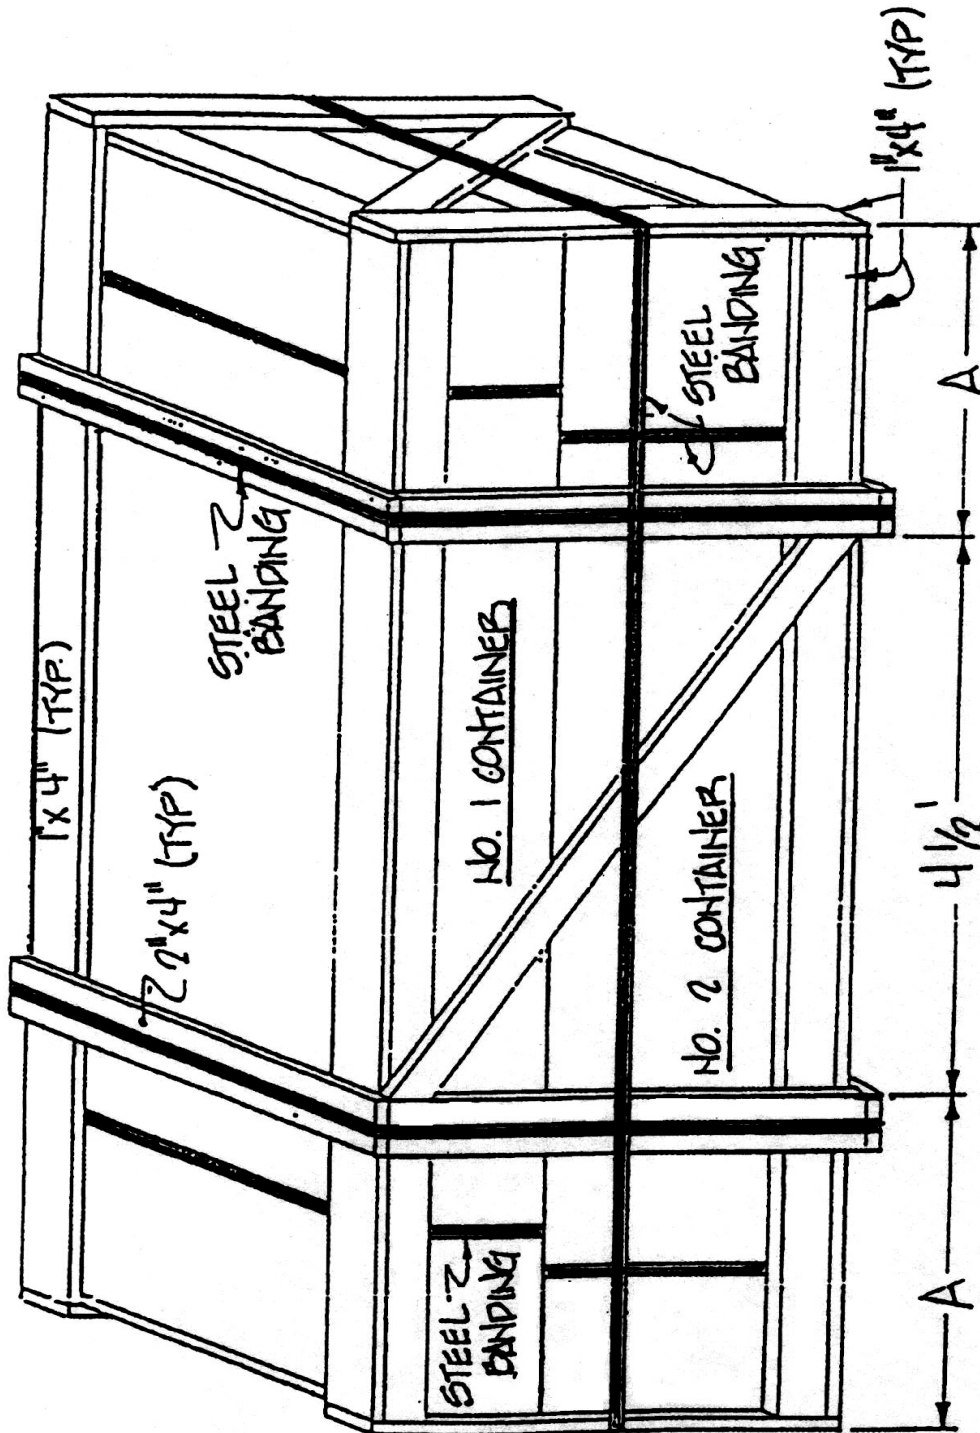 1"x4" (TYP.)
2"x4" (TYP)
STEEL
BANDING
NO. 1 CONTAINER
STEEL
BANDING
STEEL
BANDING
NO. 2 CONTAINER
1"x4" (TYP)
A
4 1/2'
A